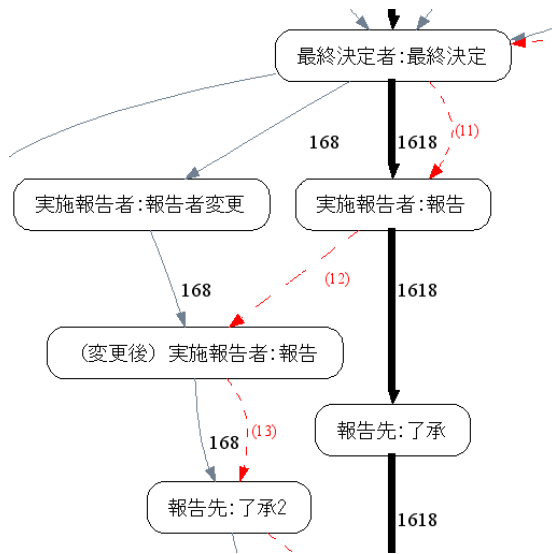 最終決定者:最終決定
168
1618
(11)
実施報告者:報告者変更
実施報告者:報告
168
(12)
1618
(変更後) 実施報告者:報告
168
(13)
報告先:了承
報告先:了承2
1618